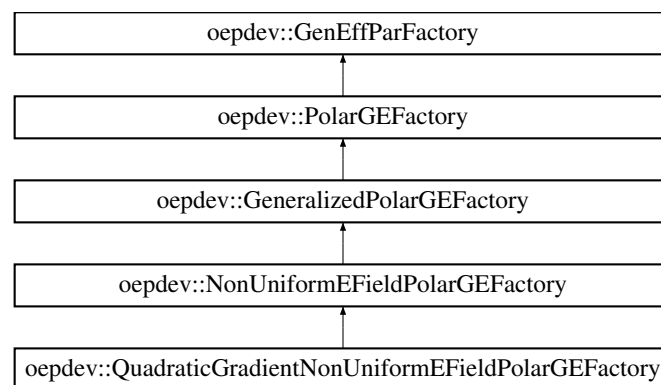 oepdev::GenEffParFactory
oepdev::PolarGEFactory
oepdev::GeneralizedPolarGEFactory
oepdev::NonUniformEFieldPolarGEFactory
oepdev::QuadraticGradientNonUniformEFieldPolarGEFactory